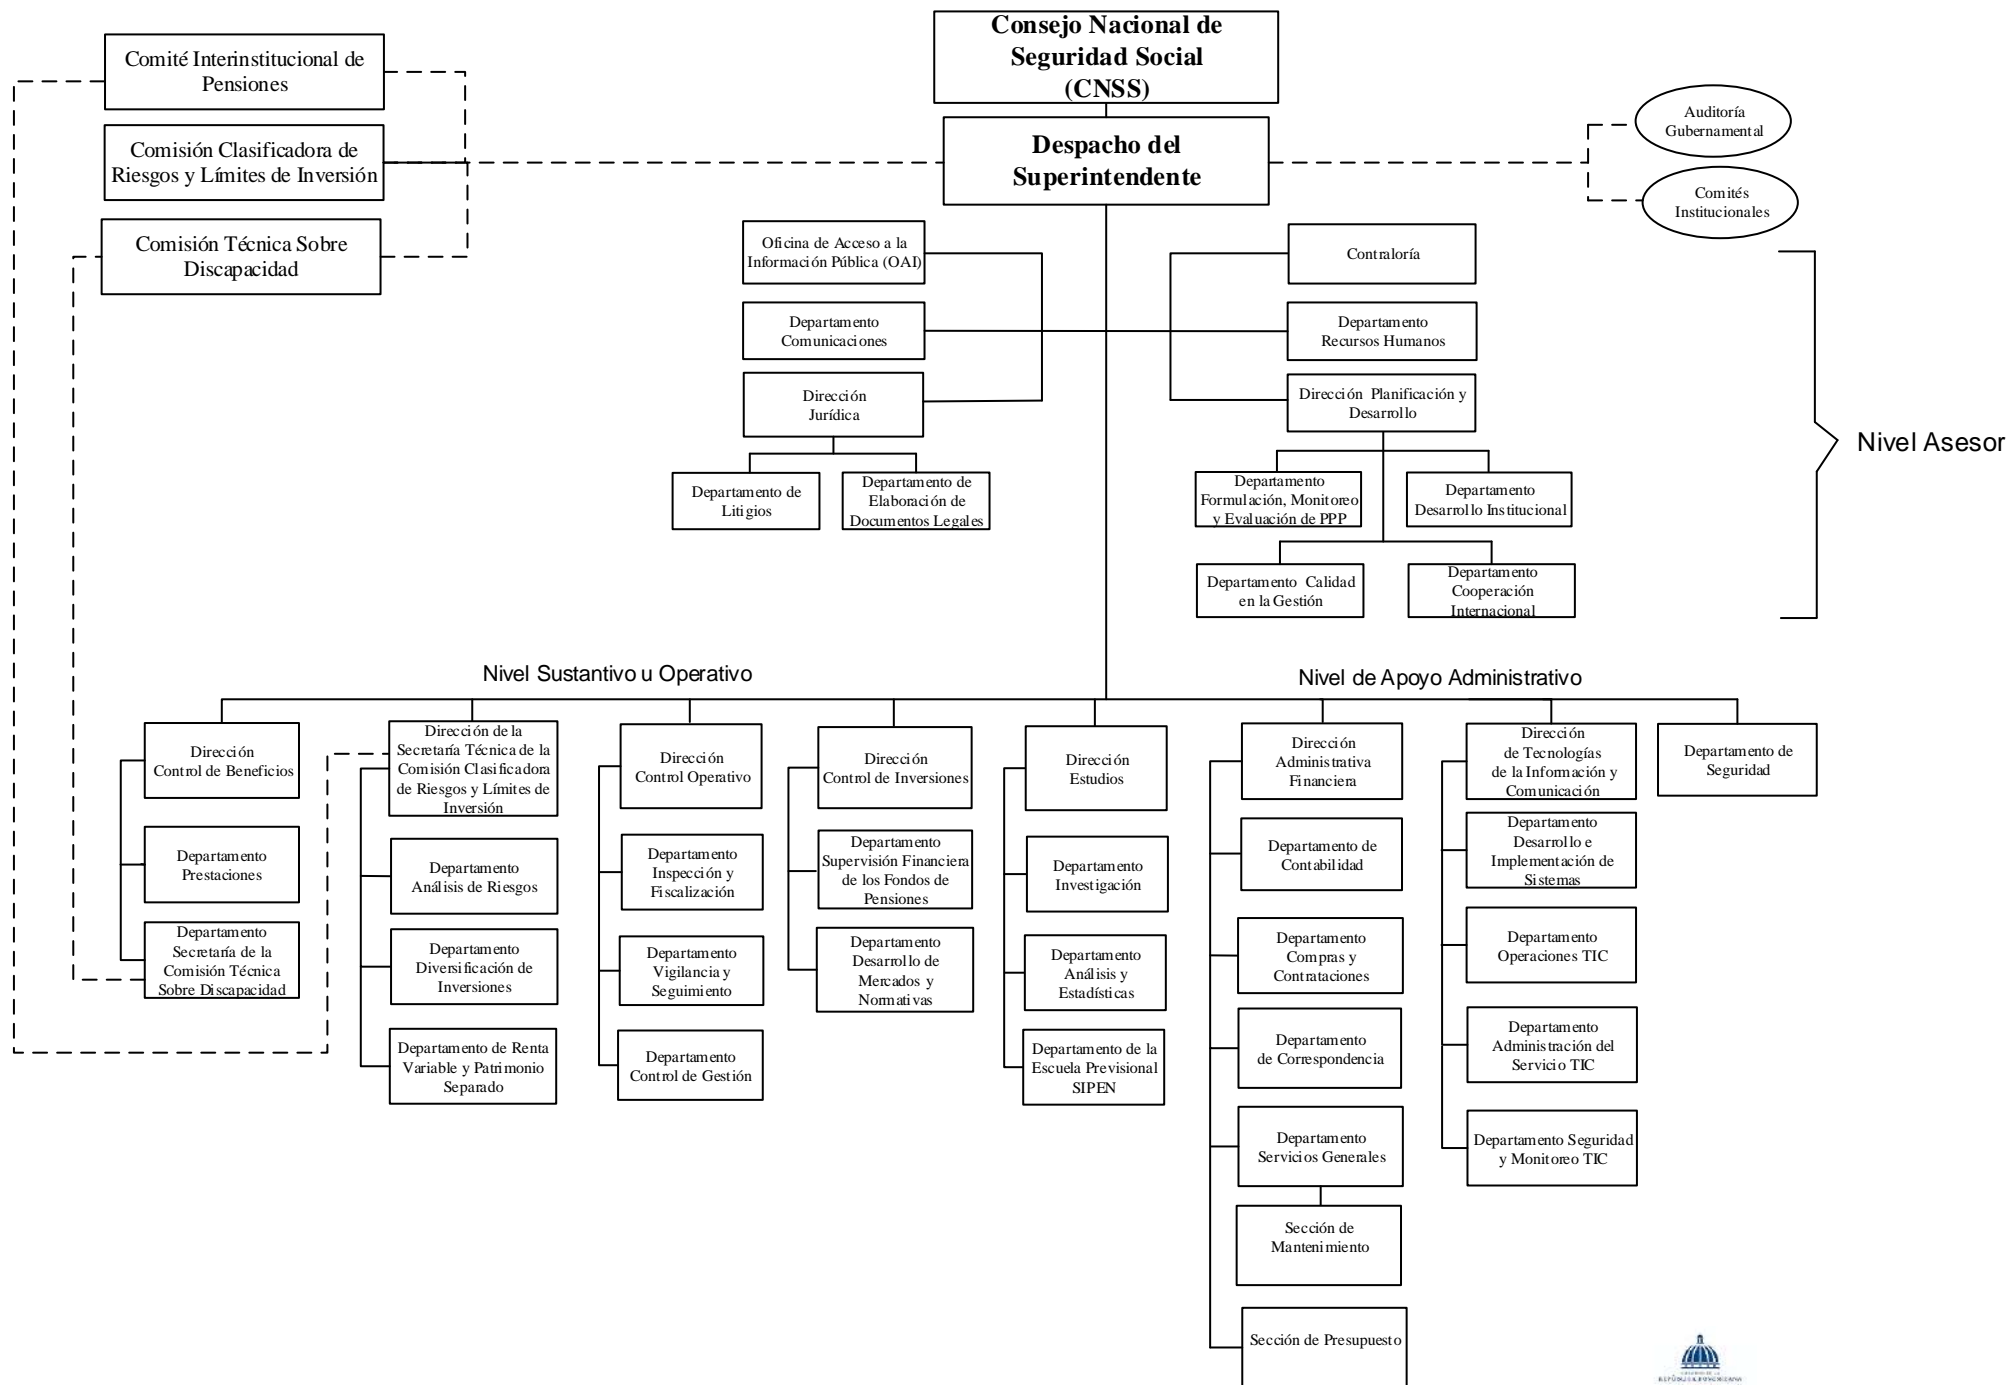 Consejo Nacional de
Seguridad Social
(CNSS)
Despacho del
Superintendente
Comité Interinstitucional de
Pensiones
Comisión Clasificadora de
Riesgos y Límites de Inversión
Comisión Técnica Sobre
Discapacidad
Auditoría
Gubernamental
Comités
Institucionales
Oficina de Acceso a la
Información Pública (OAI)
Contraloría
Departamento
Comunicaciones
Departamento
Recursos Humanos
Dirección
Jurídica
Dirección Planificación y
Desarrollo
Nivel Asesor
Departamento de
Litigios
Departamento de
Elaboración de
Documentos Legales
Departamento
Formulación, Monitoreo
y Evaluación de PPP
Departamento
Desarrollo Institucional
Departamento Calidad
en la Gestión
Departamento
Cooperación
Internacional
Nivel Sustantivo u Operativo
Nivel de Apoyo Administrativo
Dirección
Control de Beneficios
Departamento
Prestaciones
Departamento
Secretaría de la
Comisión Técnica
Sobre Discapacidad
Dirección de la
Secretaría Técnica de la
Comisión Clasificadora
de Riesgos y Límites de
Inversión
Departamento
Análisis de Riesgos
Departamento
Diversificación de
Inversiones
Departamento de Renta
Variable y Patrimonio
Separado
Dirección
Control Operativo
Departamento
Inspección y
Fiscalización
Departamento
Vigilancia y
Seguimiento
Departamento
Control de Gestión
Dirección
Control de Inversiones
Departamento
Supervisión Financiera
de los Fondos de
Pensiones
Departamento
Desarrollo de
Mercados y
Normativas
Dirección
Estudios
Departamento
Investigación
Departamento
Análisis y
Estadísticas
Departamento de la
Escuela Previsional
SIPEN
Dirección
Administrativa
Financiera
Departamento de
Contabilidad
Departamento
Compras y
Contrataciones
Departamento
de Correspondencia
Departamento
Servicios Generales
Sección de
Mantenimiento
Sección de Presupuesto
Dirección
de Tecnologías
de la Información y
Comunicación
Departamento
Desarrollo e
Implementación de
Sistemas
Departamento
Operaciones TIC
Departamento
Administración del
Servicio TIC
Departamento Seguridad
y Monitoreo TIC
Departamento de
Seguridad
REPÚBLICA DOMINICANA